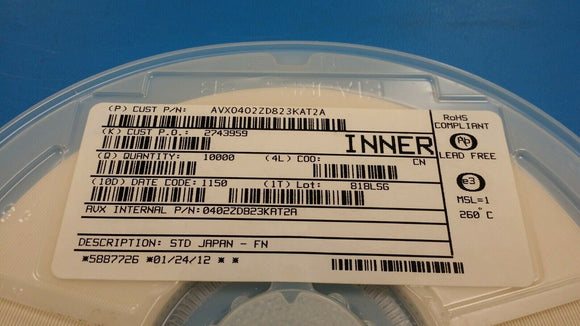 (P) CUST P/N: AVX0402ZD823KAT2A
(K) CUST P.O.: 2743959
INNER
(Q) QUANTITY: 10000 (4L) COO: CN
(10D) DATE CODE: 1150 (1T) Lot: 818LSG
AVX INTERNAL P/N:0402ZD823KAT2A
DESCRIPTION: STD JAPAN - FN
*5887726 *01/24/12 * *
RoHS
COMPLIANT
Pb
LEAD FREE
e3
MSL=1
260°C